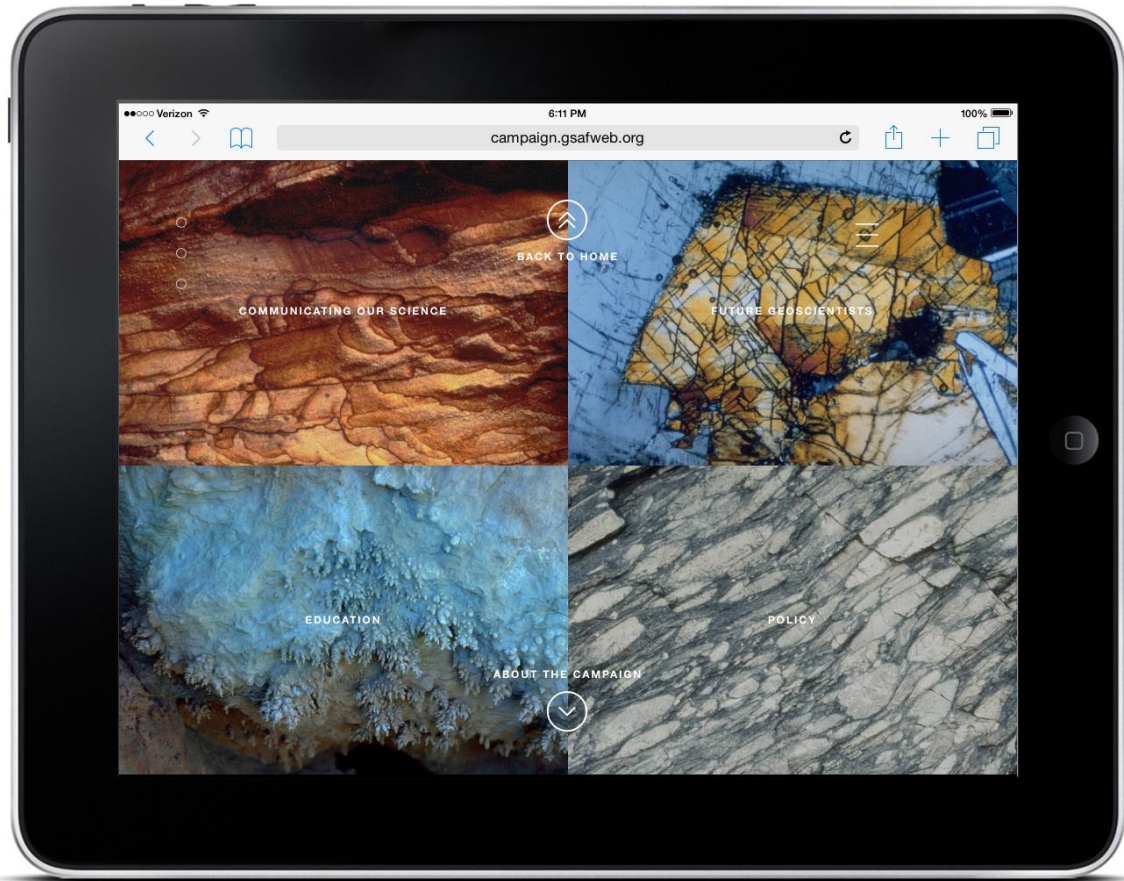 Verizon
6:11 PM
100%
campaign.gsafweb.org
BACK TO HOME
COMMUNICATING OUR SCIENCE
FUTURE GEOSCIENTISTS
EDUCATION
POLICY
ABOUT THE CAMPAIGN